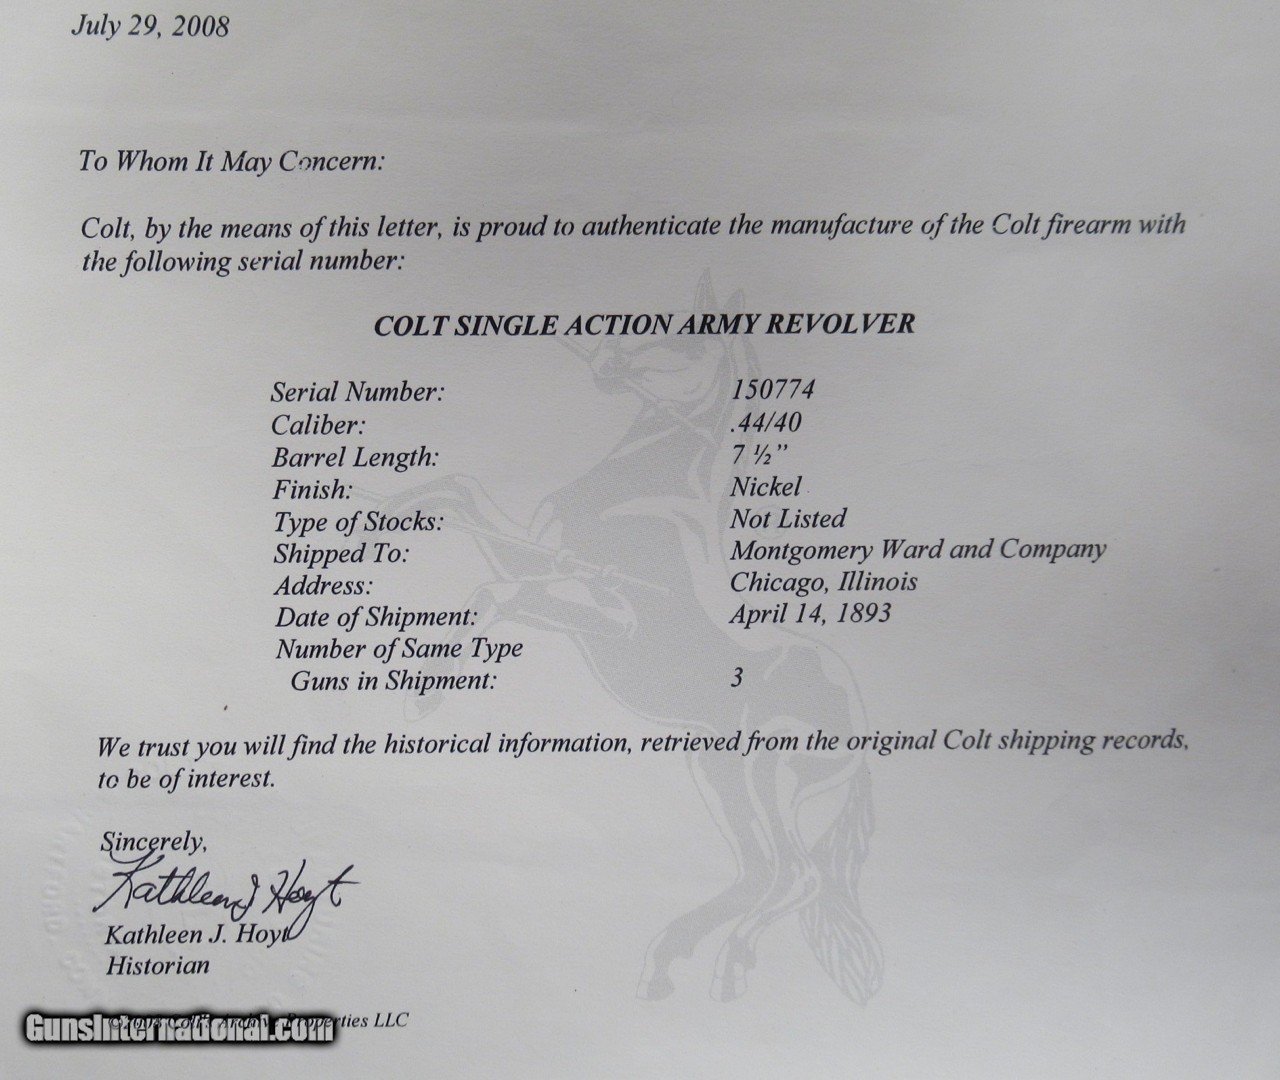 July 29, 2008
To Whom It May Concern:
Colt, by the means of this letter, is proud to authenticate the manufacture of the Colt firearm with
the following serial number:
COLT SINGLE ACTION ARMY REVOLVER
Serial Number: 150774
Caliber: .44/40
Barrel Length: 7 ½”
Finish: Nickel
Type of Stocks: Not Listed
Shipped To: Montgomery Ward and Company
Address: Chicago, Illinois
Date of Shipment: April 14, 1893
Number of Same Type
Guns in Shipment: 3
We trust you will find the historical information, retrieved from the original Colt shipping records,
to be of interest.
Sincerely,
Kathleen J Hoyt
Kathleen J. Hoyt
Historian
©2008 Colt's Archive Properties LLC
GunsInternational.com